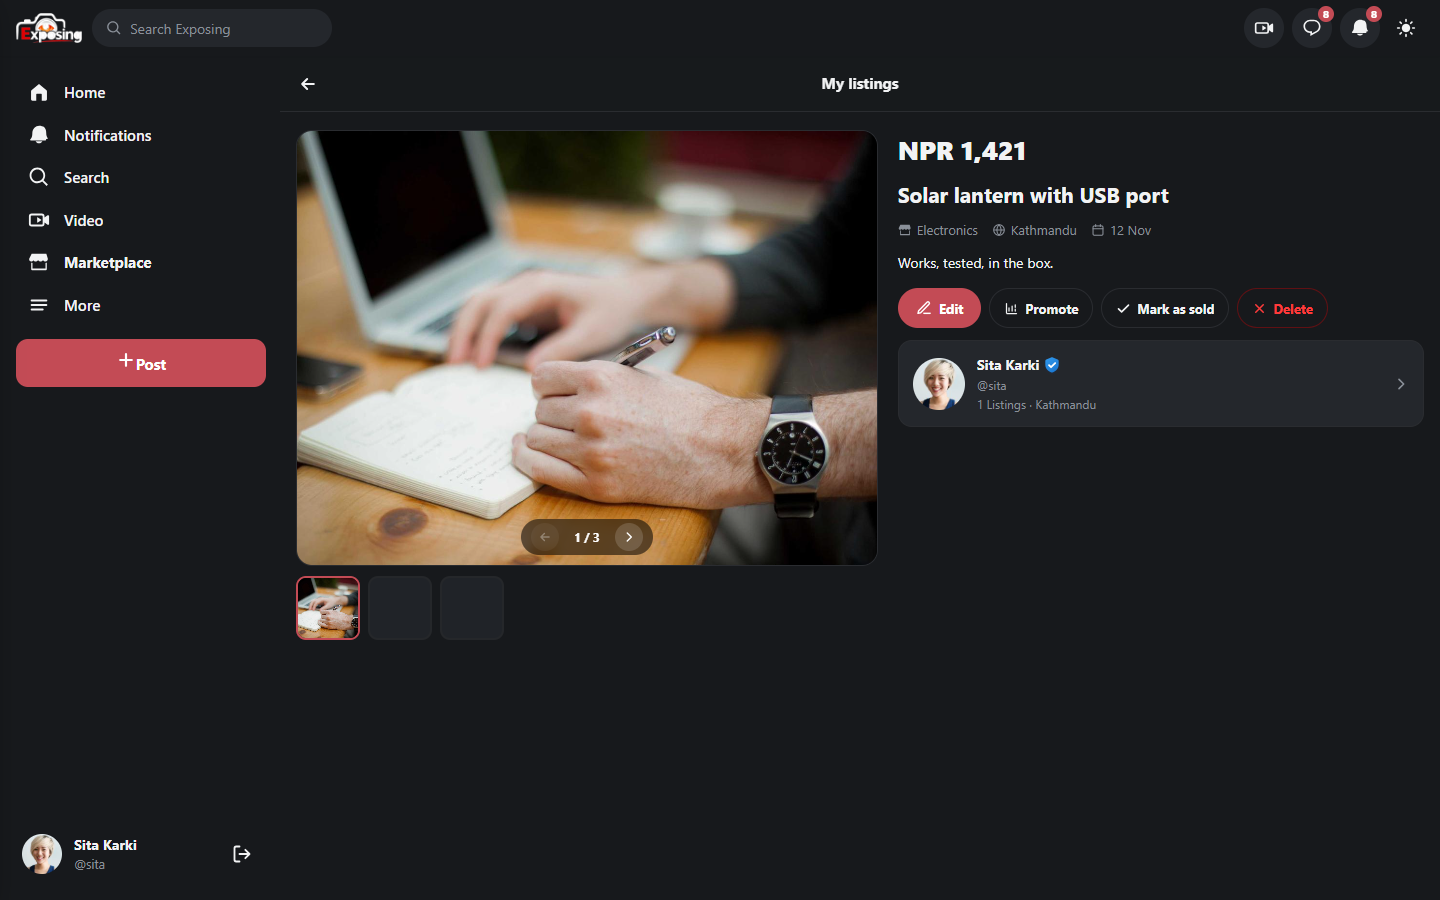 Exposing
Search Exposing
8
8
Home
Notifications
Search
Video
Marketplace
More
Post
My listings
1 / 3
NPR 1,421
Solar lantern with USB port
Electronics Kathmandu 12 Nov
Works, tested, in the box.
Edit Promote Mark as sold Delete
Sita Karki
@sita
1 Listings · Kathmandu
Sita Karki
@sita